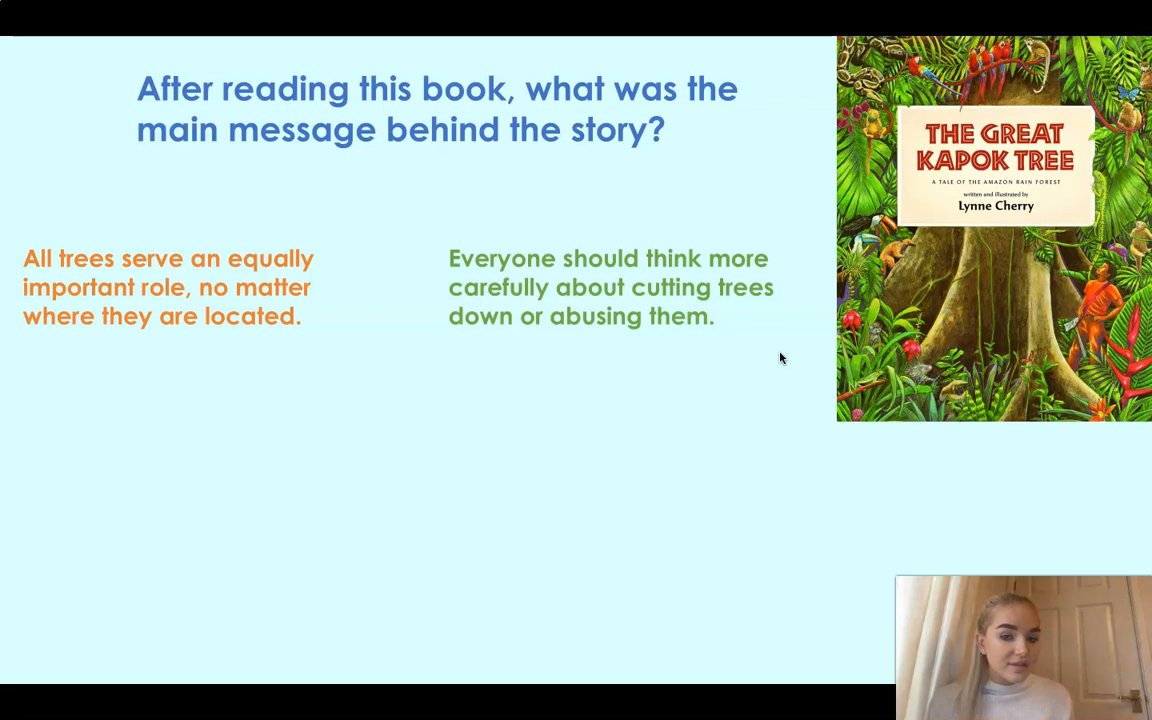 After reading this book, what was the
main message behind the story?
All trees serve an equally
important role, no matter
where they are located.
Everyone should think more
carefully about cutting trees
down or abusing them.
THE GREAT
KAPOK TREE
A TALE OF THE AMAZON RAIN FOREST
written and illustrated by
Lynne Cherry